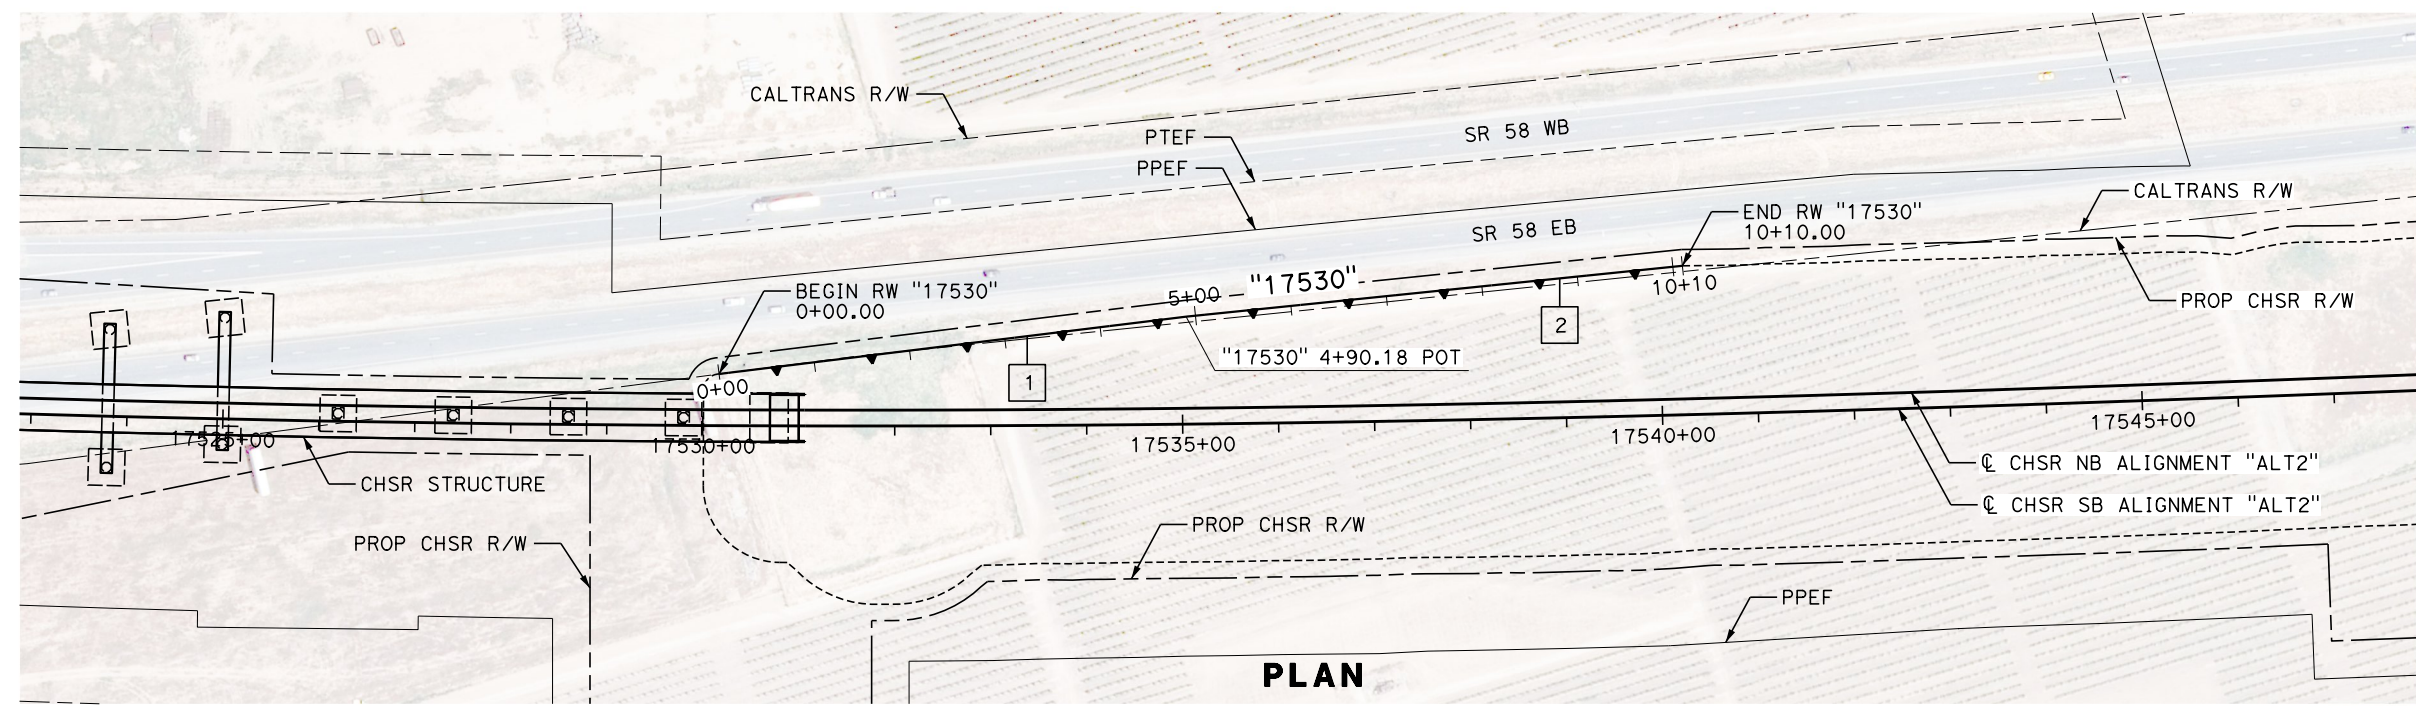 CALTRANS R/W
PTEF
PPEF
SR 58 WB
CALTRANS R/W
END RW "17530"
10+10.00
SR 58 EB
BEGIN RW "17530"
0+00.00
5+00
"17530"
10+10
PROP CHSR R/W
2
"17530" 4+90.18 POT
1
0+00
17525+00
17530+00
17535+00
17540+00
17545+00
CHSR STRUCTURE
℄ CHSR NB ALIGNMENT "ALT2"
℄ CHSR SB ALIGNMENT "ALT2"
PROP CHSR R/W
PROP CHSR R/W
PPEF
PLAN